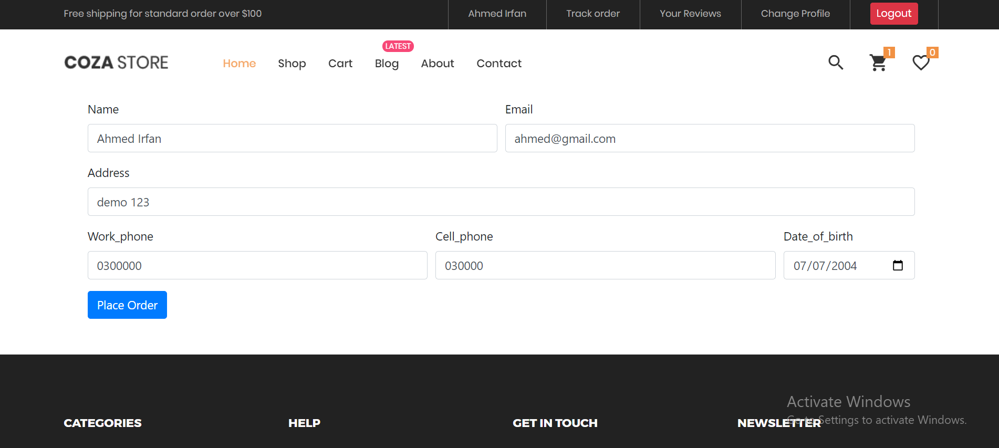 Free shipping for standard order over $100
Ahmed Irfan
Track order
Your Reviews
Change Profile
Logout
COZA STORE
Home
Shop
Cart
LATEST
Blog
About
Contact
1
0
Name
Email
Ahmed Irfan
ahmed@gmail.com
Address
demo 123
Work_phone
Cell_phone
Date_of_birth
0300000
030000
07/07/2004
Place Order
CATEGORIES
HELP
GET IN TOUCH
NEWSLETTER
Activate Windows
Go to Settings to activate Windows.